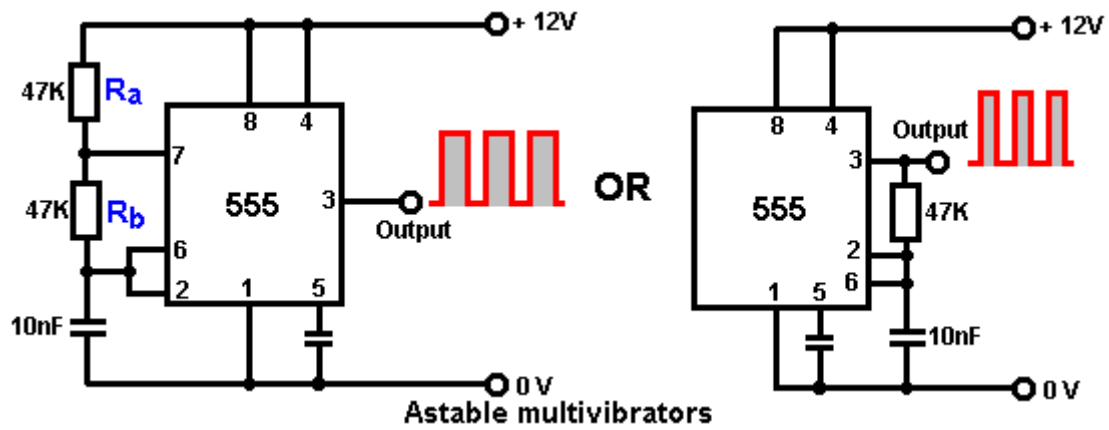 + 12V
47K Ra
8 4
7
47K Rb
555
3
Output
6
2
1 5
10nF
0 V
OR
+ 12V
8 4
Output
3
555
47K
2
6
1 5
10nF
0 V
Astable multivibrators